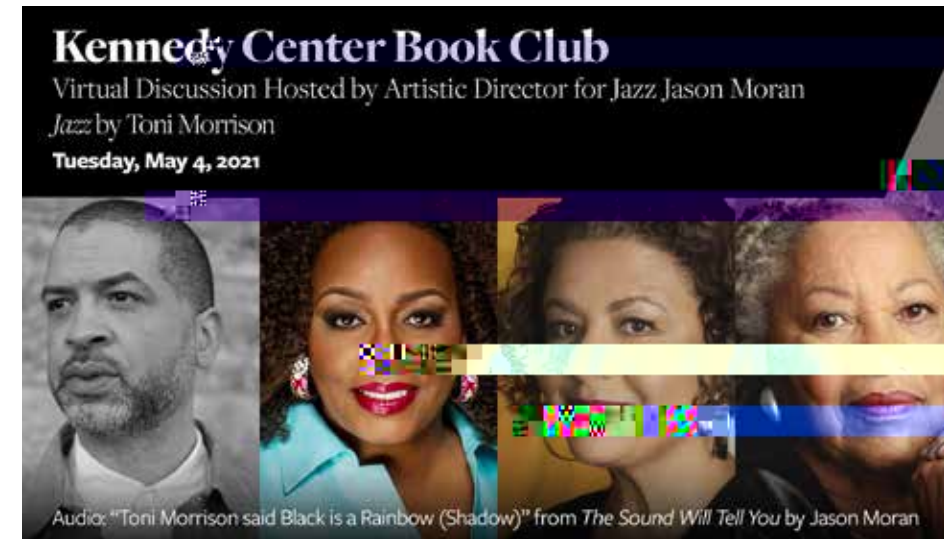 Kennedy Center Book Club
Virtual Discussion Hosted by Artistic Director for Jazz Jason Moran
Jazz by Toni Morrison
Tuesday, May 4, 2021
Audio: “Toni Morrison said Black is a Rainbow (Shadow)” from The Sound Will Tell You by Jason Moran